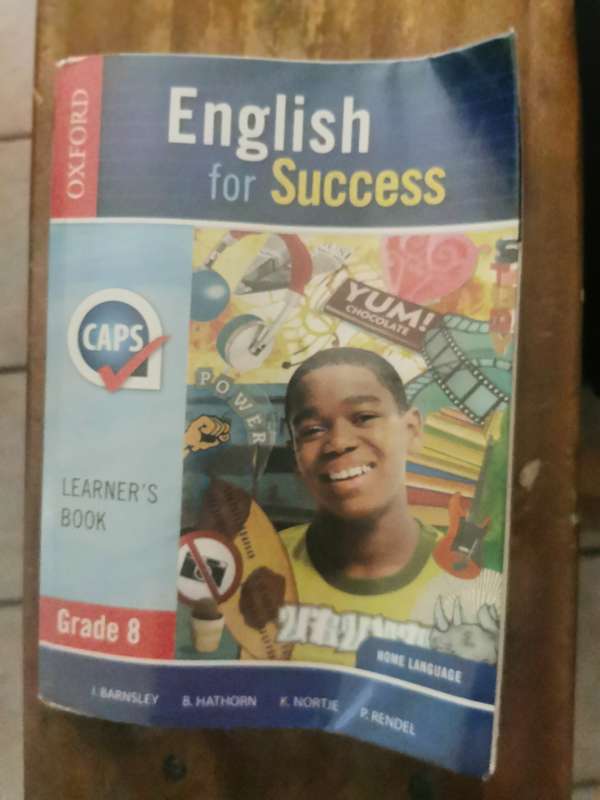 OXFORD
English
for Success
YUM!
CHOCOLATE
CAPS
POWER
LEARNER'S
BOOK
Grade 8
HOME LANGUAGE
J. BARNSLEY B. HATHORN K. NORTJE P. RENDEL